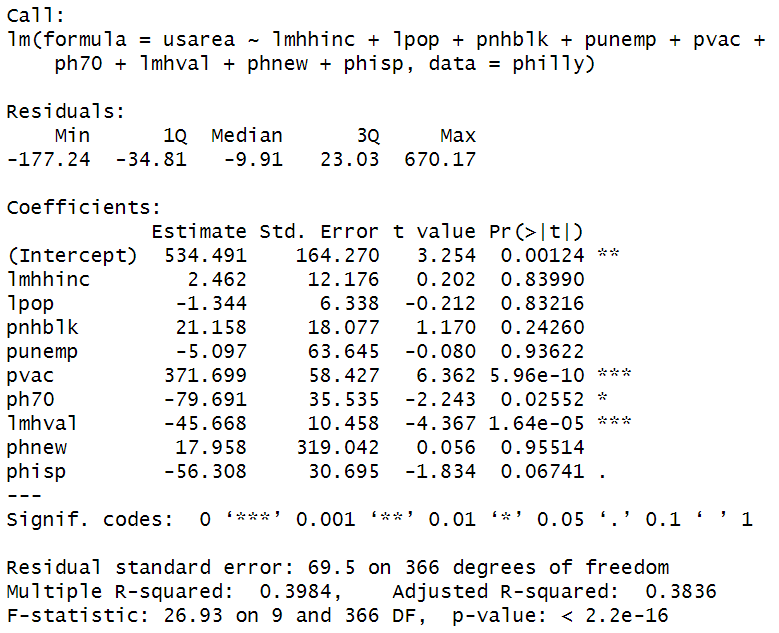 Call:
lm(formula = usarea ~ lmhhinc + lpop + pnhblk + punemp + pvac +
    ph70 + lmhval + phnew + phisp, data = philly)

Residuals:
    Min      1Q  Median      3Q     Max
-177.24  -34.81   -9.91   23.03  670.17

Coefficients:
            Estimate Std. Error t value Pr(>|t|)
(Intercept)  534.491    164.270   3.254  0.00124 **
lmhhinc        2.462     12.176   0.202  0.83990
lpop          -1.344      6.338  -0.212  0.83216
pnhblk        21.158     18.077   1.170  0.24260
punemp        -5.097     63.645  -0.080  0.93622
pvac         371.699     58.427   6.362 5.96e-10 ***
ph70         -79.691     35.535  -2.243  0.02552 *
lmhval       -45.668     10.458  -4.367 1.64e-05 ***
phnew         17.958    319.042   0.056  0.95514
phisp        -56.308     30.695  -1.834  0.06741 .
---
Signif. codes:  0 ‘***’ 0.001 ‘**’ 0.01 ‘*’ 0.05 ‘.’ 0.1 ‘ ’ 1

Residual standard error: 69.5 on 366 degrees of freedom
Multiple R-squared:  0.3984,    Adjusted R-squared:  0.3836
F-statistic: 26.93 on 9 and 366 DF,  p-value: < 2.2e-16